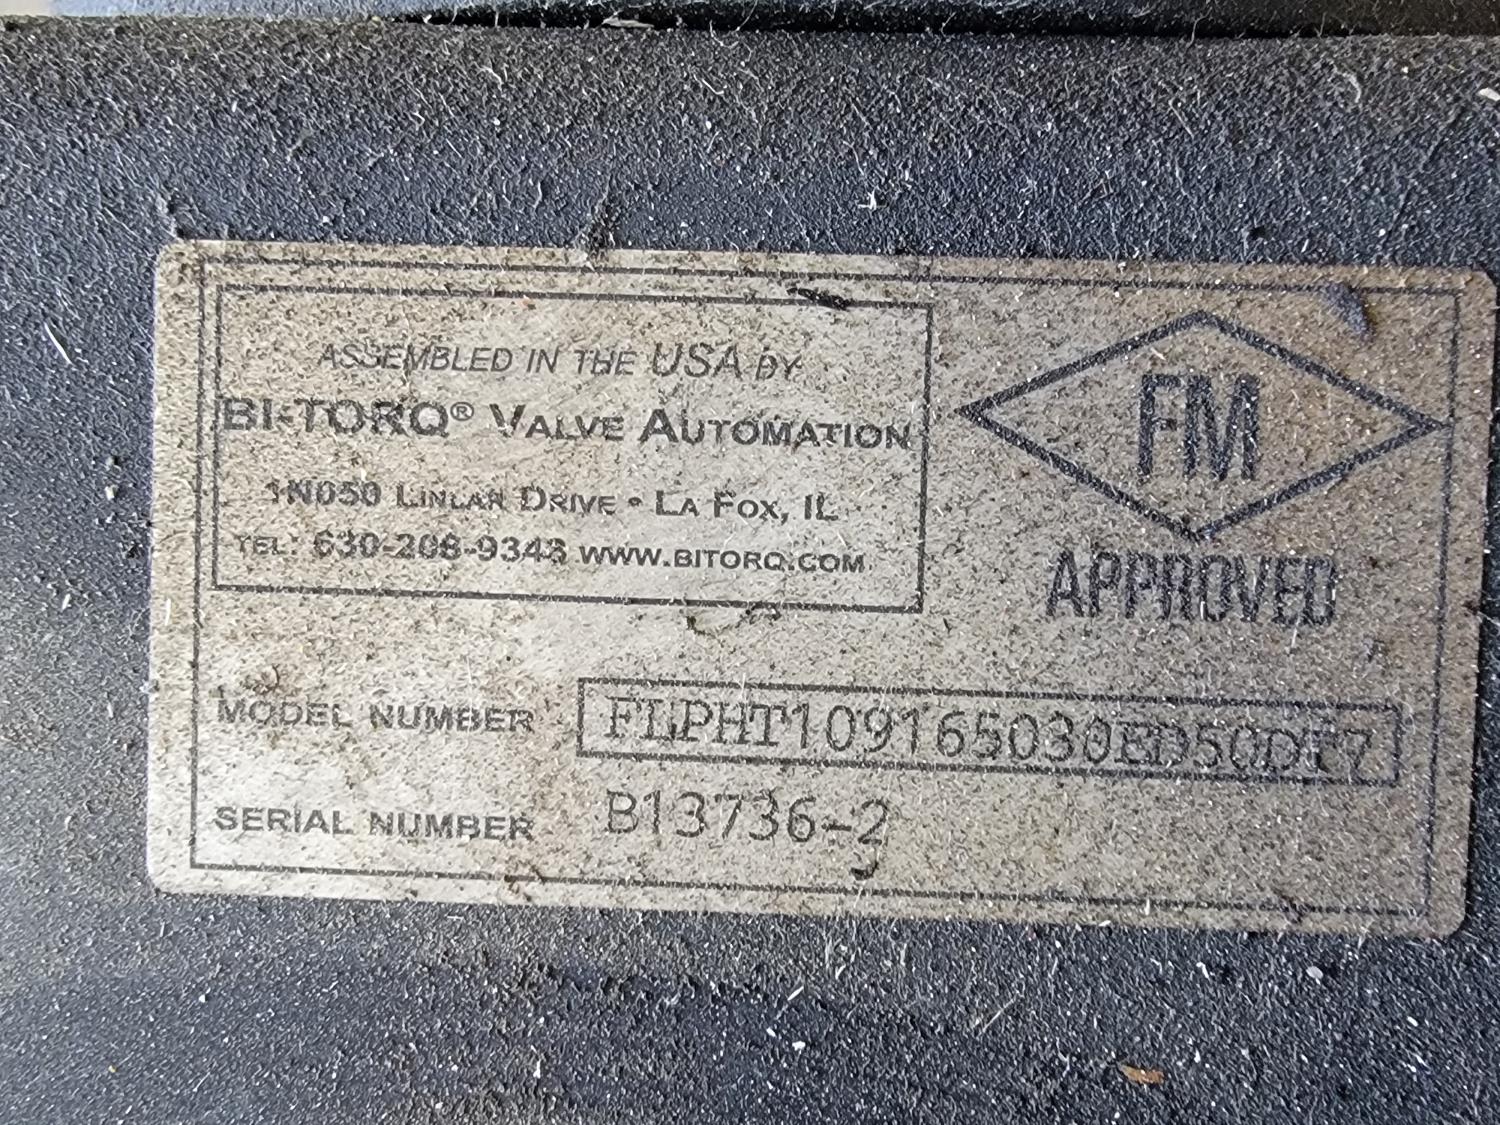 ASSEMBLED IN THE USA BY
BI-TORQ® VALVE AUTOMATION
1N050 LINLAR DRIVE • LA FOX, IL
TEL: 630-208-9343 WWW.BITORQ.COM
FM
APPROVED
MODEL NUMBER FLPHT109165030ED50DF7
SERIAL NUMBER B13736-2